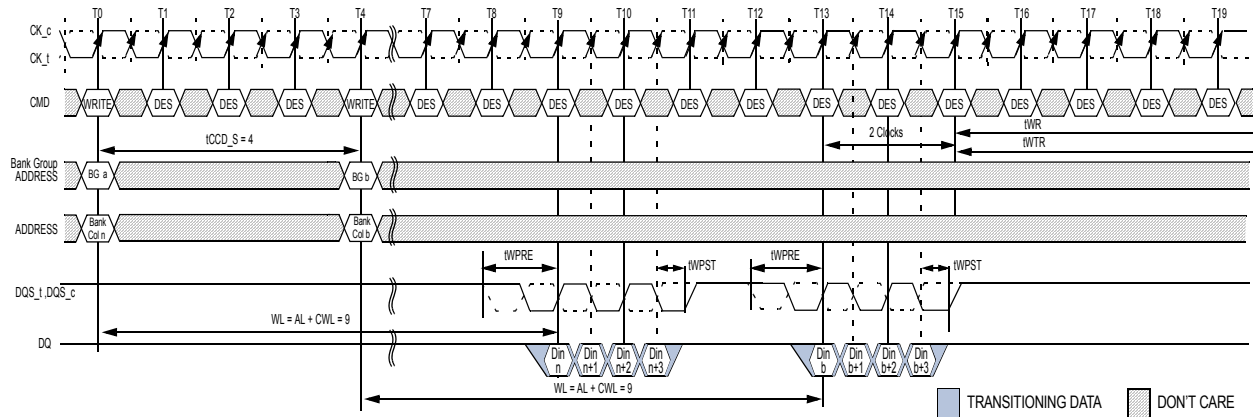 T0 T1 T2 T3 T4 T7 T8 T9 T10 T11 T12 T13 T14 T15 T16 T17 T18 T19
CK_c
CK_t
CMD WRITE DES DES DES WRITE DES DES DES DES DES DES DES DES DES DES DES DES DES
tCCD_S = 4 2 Clocks tWR
tWTR
Bank Group
ADDRESS BG a BG b
ADDRESS Bank
Col n Bank
Col b
tWPRE tWPST tWPRE tWPST
DQS_t ,DQS_c
WL = AL + CWL = 9
DQ Din
n Din
n+1 Din
n+2 Din
n+3 Din
b Din
b+1 Din
b+2 Din
b+3
WL = AL + CWL = 9
TRANSITIONING DATA DON'T CARE